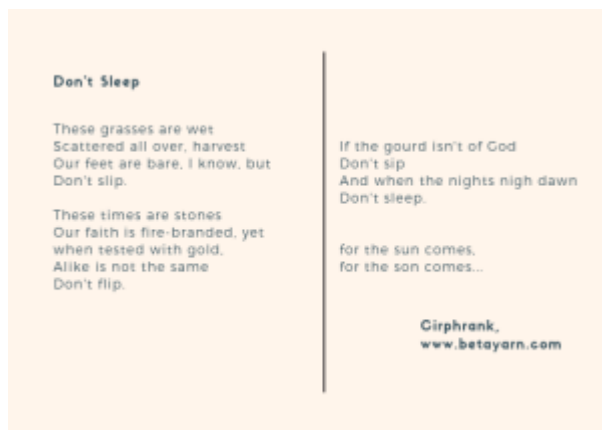 Don't Sleep
These grasses are wet
Scattered all over, harvest
Our feet are bare, I know, but
Don't slip.
These times are stones
Our faith is fire-branded, yet
when tested with gold,
Alike is not the same
Don't flip.
If the gourd isn't of God
Don't sip
And when the nights nigh dawn
Don't sleep.
for the sun comes,
for the son comes...
Cirphrank,
www.betayarn.com